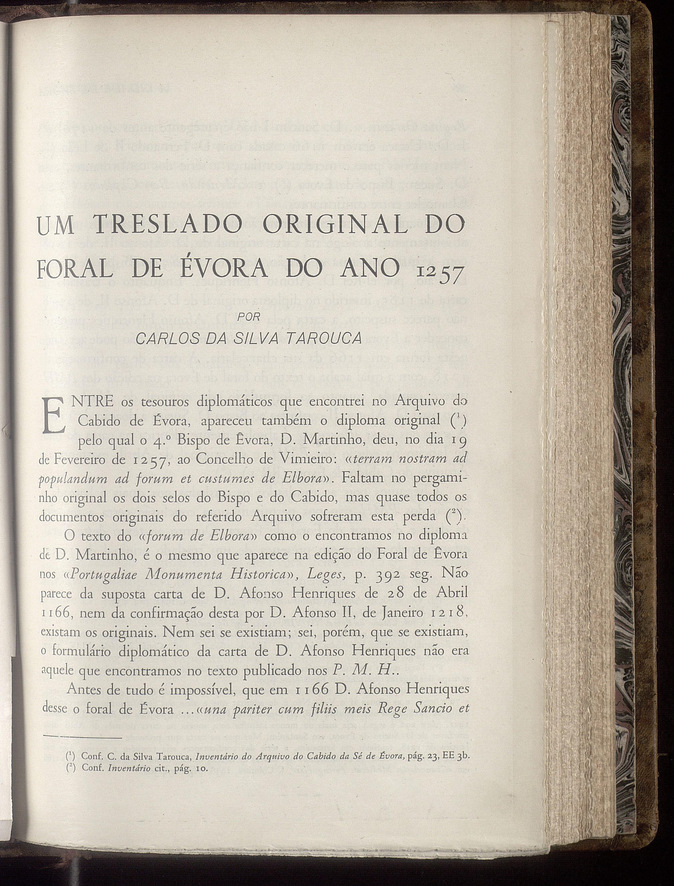 UM TRESLADO ORIGINAL DO
FORAL DE ÉVORA DO ANO 1257
POR
CARLOS DA SILVA TAROUCA
ENTRE os tesouros diplomáticos que encontrei no Arquivo do
Cabido de Évora, apareceu também o diploma original (¹)
pelo qual o 4.º Bispo de Évora, D. Martinho, deu, no dia 19
de Fevereiro de 1257, ao Concelho de Vimieiro: «terram nostram ad
populandum ad forum et custumes de Elbora». Faltam no pergami-
nho original os dois selos do Bispo e do Cabido, mas quase todos os
documentos originais do referido Arquivo sofreram esta perda (²).
O texto do «forum de Elbora» como o encontramos no diploma
de D. Martinho, é o mesmo que aparece na edição do Foral de Évora
nos «Portugaliae Monumenta Historica», Leges, p. 392 seg. Não
parece da suposta carta de D. Afonso Henriques de 28 de Abril
1166, nem da confirmação desta por D. Afonso II, de Janeiro 1218,
existam os originais. Nem sei se existiam; sei, porém, que se existiam,
o formulário diplomático da carta de D. Afonso Henriques não era
aquele que encontramos no texto publicado nos P. M. H..
Antes de tudo é impossível, que em 1166 D. Afonso Henriques
desse o foral de Évora ...«una pariter cum filiis meis Rege Sancio et
(¹) Conf. C. da Silva Tarouca, Inventário do Arquivo do Cabido da Sé de Évora, pág. 23, EE 3b.
(²) Conf. Inventário cit., pág. 10.